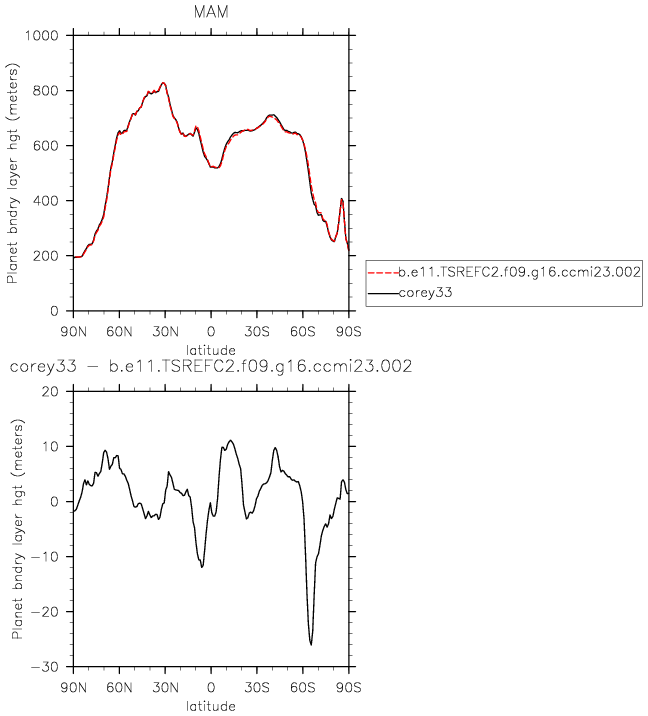 MAM
Planet bndry layer hgt (meters)
1000
800
600
400
200
0
90N 60N 30N 0 30S 60S 90S
latitude
b.e11.TSREFC2.f09.g16.ccmi23.002
corey33
corey33 − b.e11.TSREFC2.f09.g16.ccmi23.002
Planet bndry layer hgt (meters)
20
10
0
−10
−20
−30
90N 60N 30N 0 30S 60S 90S
latitude